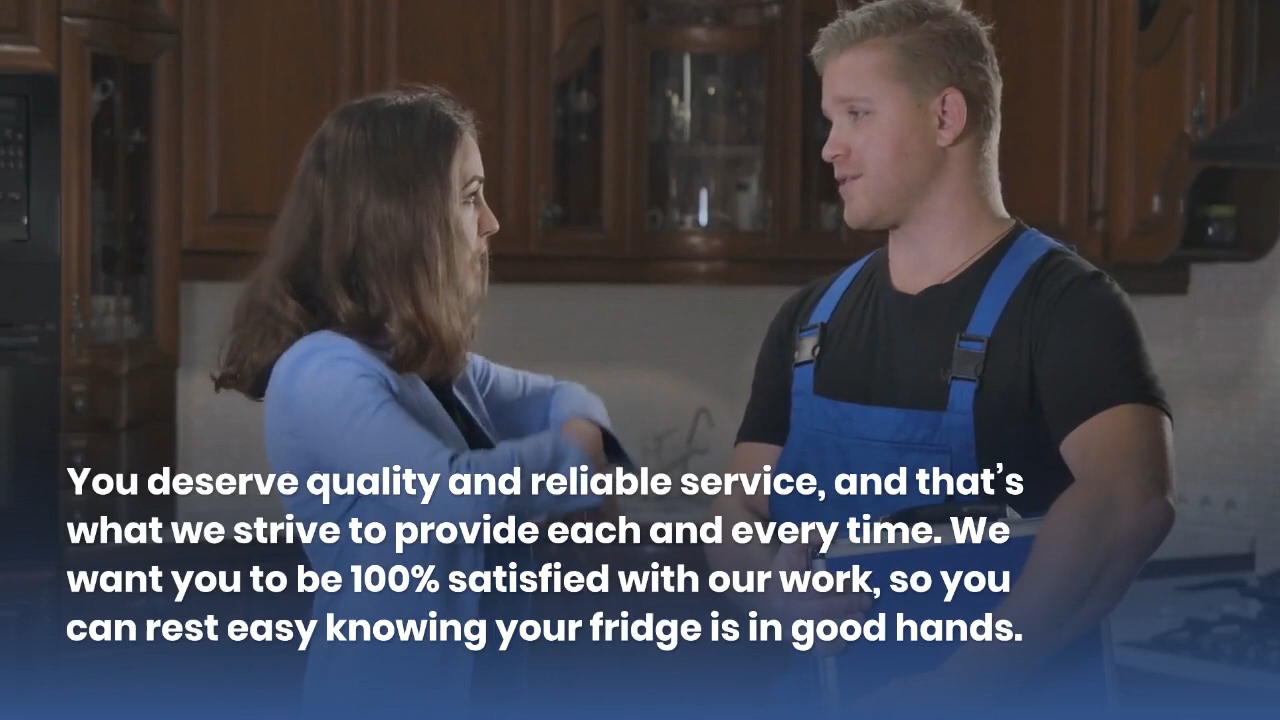 You deserve quality and reliable service, and that’s
what we strive to provide each and every time. We
want you to be 100% satisfied with our work, so you
can rest easy knowing your fridge is in good hands.